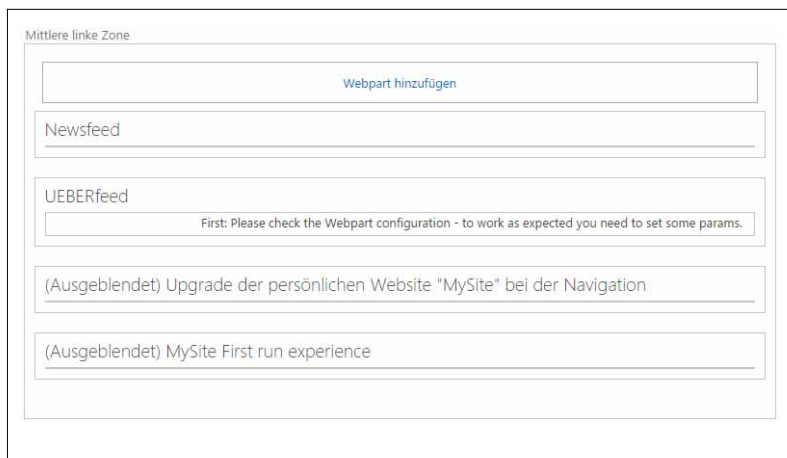 Mittlere linke Zone
Webpart hinzufügen
Newsfeed
UEBERfeed
First: Please check the Webpart configuration - to work as expected you need to set some params.
(Ausgeblendet) Upgrade der persönlichen Website "MySite" bei der Navigation
(Ausgeblendet) MySite First run experience